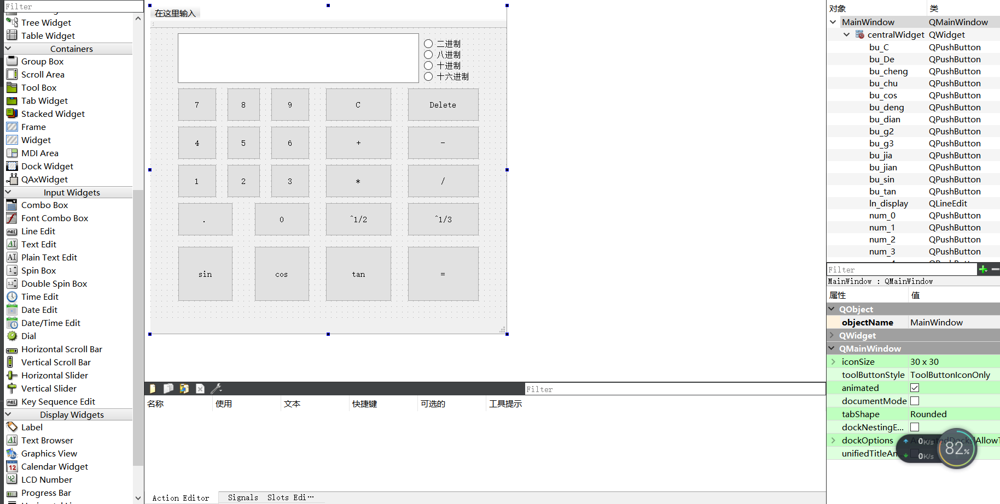 Filter
Tree Widget
Table Widget
Containers
Group Box
Scroll Area
Tool Box
Tab Widget
Stacked Widget
Frame
Widget
MDI Area
Dock Widget
QAxWidget
Input Widgets
Combo Box
Font Combo Box
Line Edit
Text Edit
Plain Text Edit
Spin Box
Double Spin Box
Time Edit
Date Edit
Date/Time Edit
Dial
Horizontal Scroll Bar
Vertical Scroll Bar
Horizontal Slider
Vertical Slider
Key Sequence Edit
Display Widgets
Label
Text Browser
Graphics View
Calendar Widget
LCD Number
Progress Bar
在这里输入
二进制
八进制
十进制
十六进制
7 8 9 C Delete
4 5 6 + -
1 2 3 * /
. 0 ^1/2 ^1/3
sin cos tan =
Filter
名称 使用 文本 快捷键 可选的 工具提示
Action Editor Signals Slots Edi…
对象 类
MainWindow QMainWindow
centralWidget QWidget
bu_C QPushButton
bu_De QPushButton
bu_cheng QPushButton
bu_chu QPushButton
bu_cos QPushButton
bu_deng QPushButton
bu_dian QPushButton
bu_g2 QPushButton
bu_g3 QPushButton
bu_jia QPushButton
bu_jian QPushButton
bu_sin QPushButton
bu_tan QPushButton
ln_display QLineEdit
num_0 QPushButton
num_1 QPushButton
num_2 QPushButton
num_3 QPushButton
Filter
MainWindow : QMainWindow
属性 值
QObject
objectName MainWindow
QWidget
QMainWindow
iconSize 30 x 30
toolButtonStyle ToolButtonIconOnly
animated
documentMode
tabShape Rounded
dockNestingE...
dockOptions
unifiedTitleAn...
0K/s
0K/s
82%